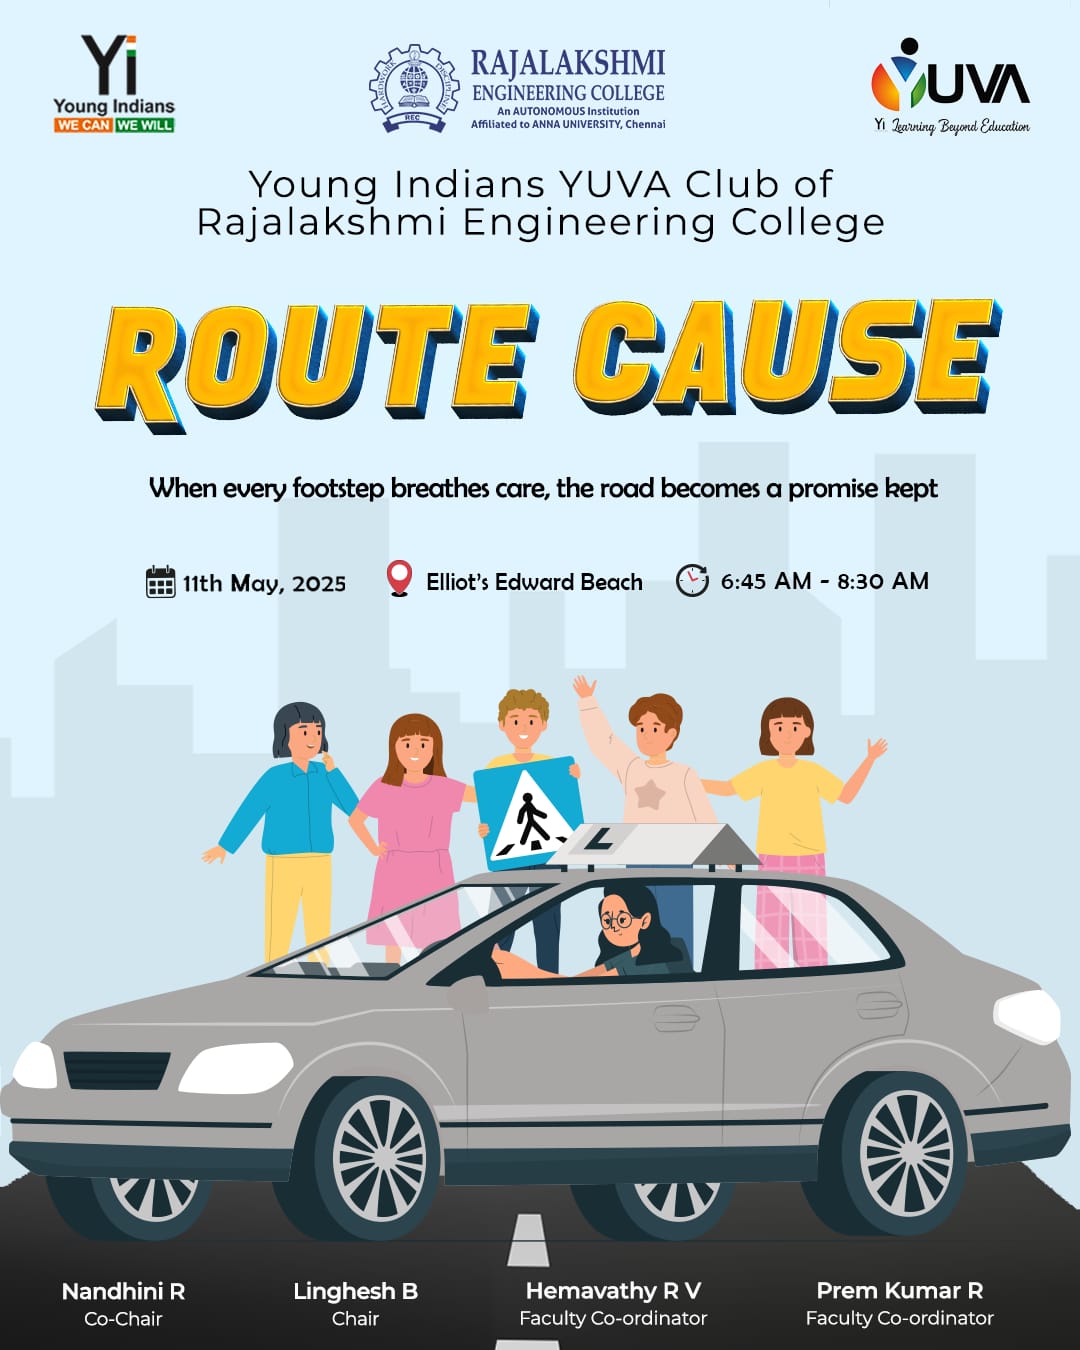 Yi
Young Indians
WE CAN WE WILL
HARDWORK DISCIPLINE
REC
RAJALAKSHMI
ENGINEERING COLLEGE
An AUTONOMOUS Institution
Affiliated to ANNA UNIVERSITY, Chennai
YUVA
Yi Learning Beyond Education
Young Indians YUVA Club of
Rajalakshmi Engineering College
ROUTE CAUSE
When every footstep breathes care, the road becomes a promise kept
11th May, 2025
Elliot's Edward Beach
6:45 AM - 8:30 AM
L
Nandhini R
Co-Chair
Linghesh B
Chair
Hemavathy R V
Faculty Co-ordinator
Prem Kumar R
Faculty Co-ordinator